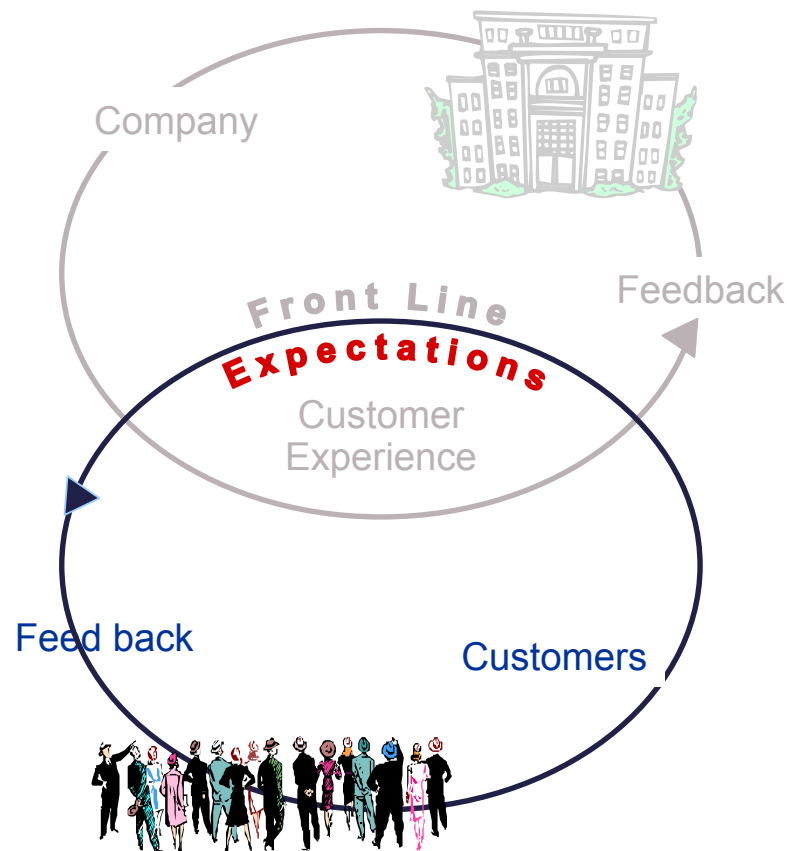 Company
Feedback
Front Line
Expectations
Customer
Experience
Feed back
Customers